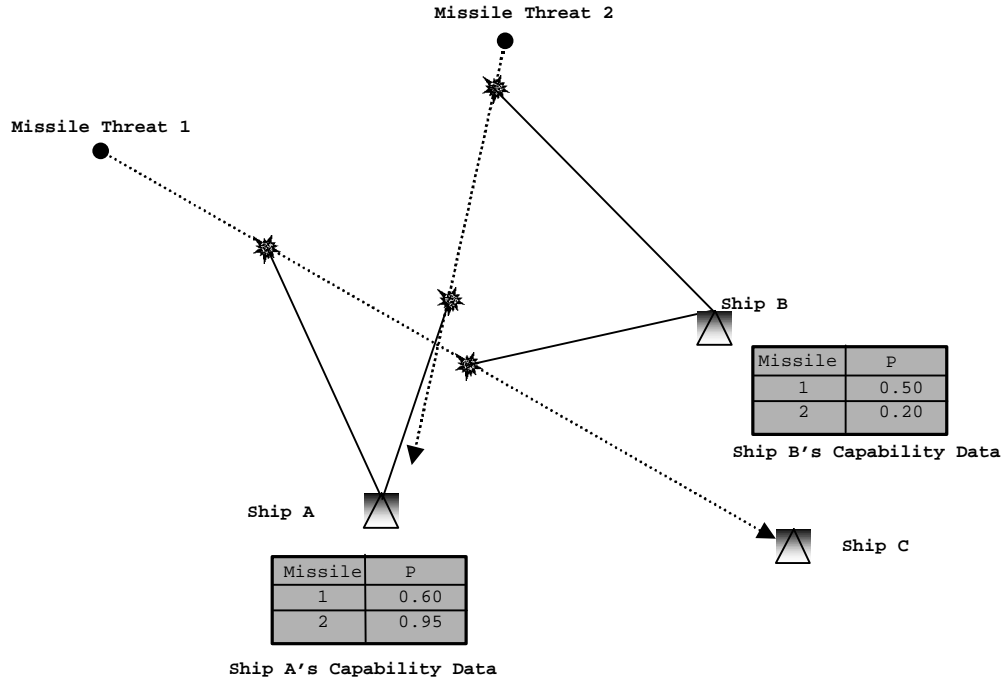 Missile Threat 2
Missile Threat 1
Ship B
Missile P
1 0.50
2 0.20
Ship B's Capability Data
Ship A
Ship C
Missile P
1 0.60
2 0.95
Ship A's Capability Data